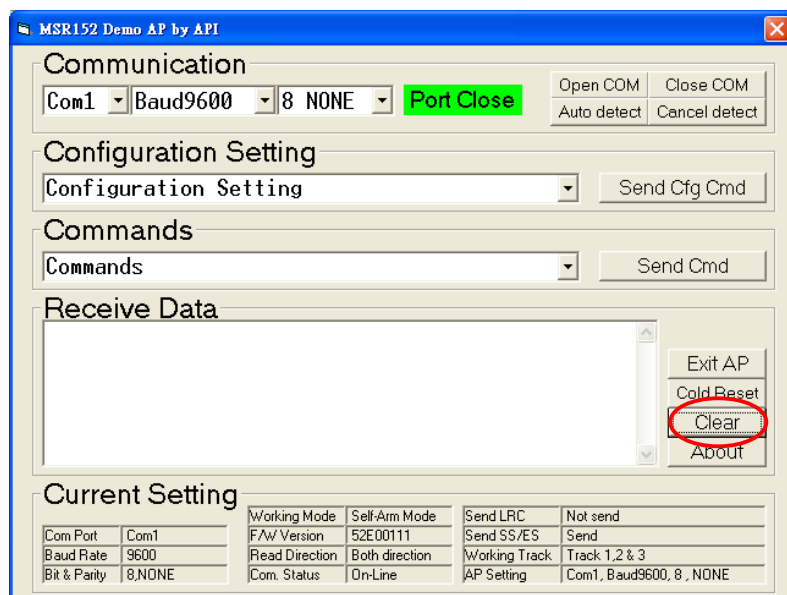 MSR152 Demo AP by API
Communication
Com1 Baud9600 8 NONE Port Close
Open COM Close COM
Auto detect Cancel detect
Configuration Setting
Configuration Setting Send Cfg Cmd
Commands
Commands Send Cmd
Receive Data
Exit AP
Cold Reset
Clear
About
Current Setting
Working Mode Self-Arm Mode Send LRC Not send
Com Port Com1 F/W Version 52E00111 Send SS/ES Send
Baud Rate 9600 Read Direction Both direction Working Track Track 1,2 & 3
Bit & Parity 8,NONE Com. Status On-Line AP Setting Com1, Baud9600, 8 , NONE